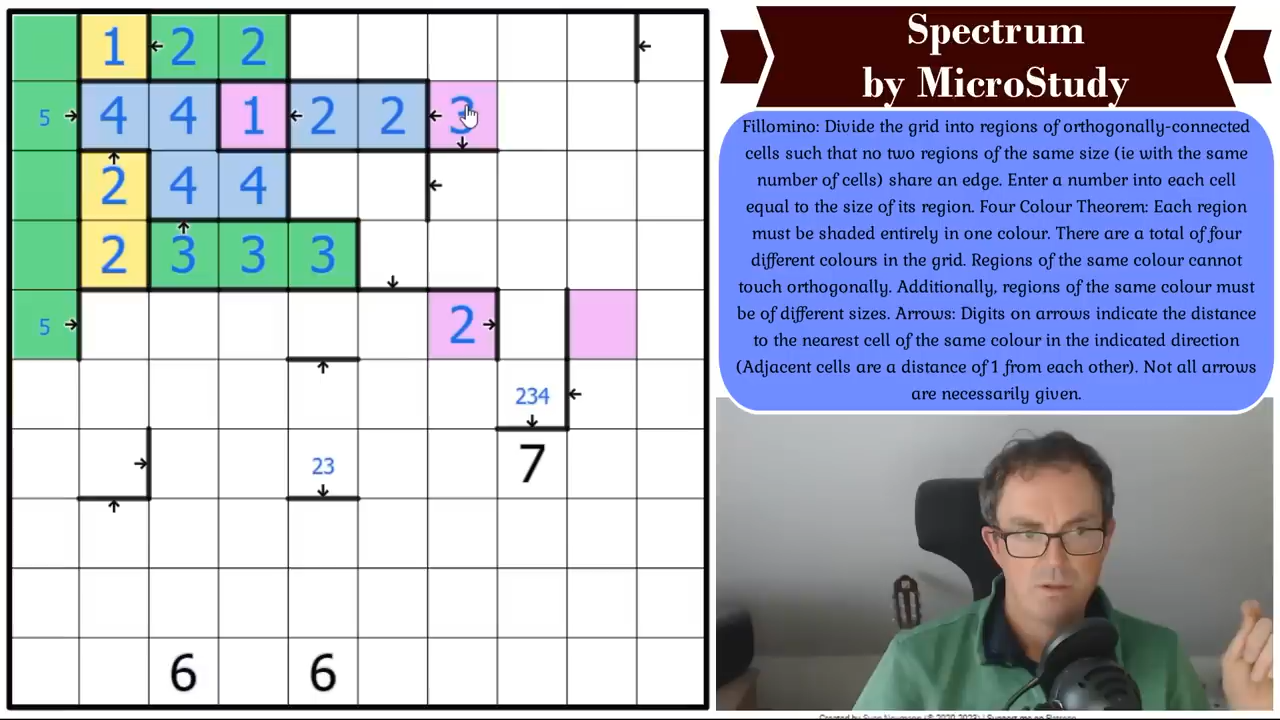 Spectrum
by MicroStudy
Fillomino: Divide the grid into regions of orthogonally-connected
cells such that no two regions of the same size (ie with the same
number of cells) share an edge. Enter a number into each cell
equal to the size of its region. Four Colour Theorem: Each region
must be shaded entirely in one colour. There are a total of four
different colours in the grid. Regions of the same colour cannot
touch orthogonally. Additionally, regions of the same colour must
be of different sizes. Arrows: Digits on arrows indicate the distance
to the nearest cell of the same colour in the indicated direction
(Adjacent cells are a distance of 1 from each other). Not all arrows
are necessarily given.
1 2 2
5 4 4 1 2 2 3
2 4 4
2 3 3 3
5 2
234
23 7
6 6